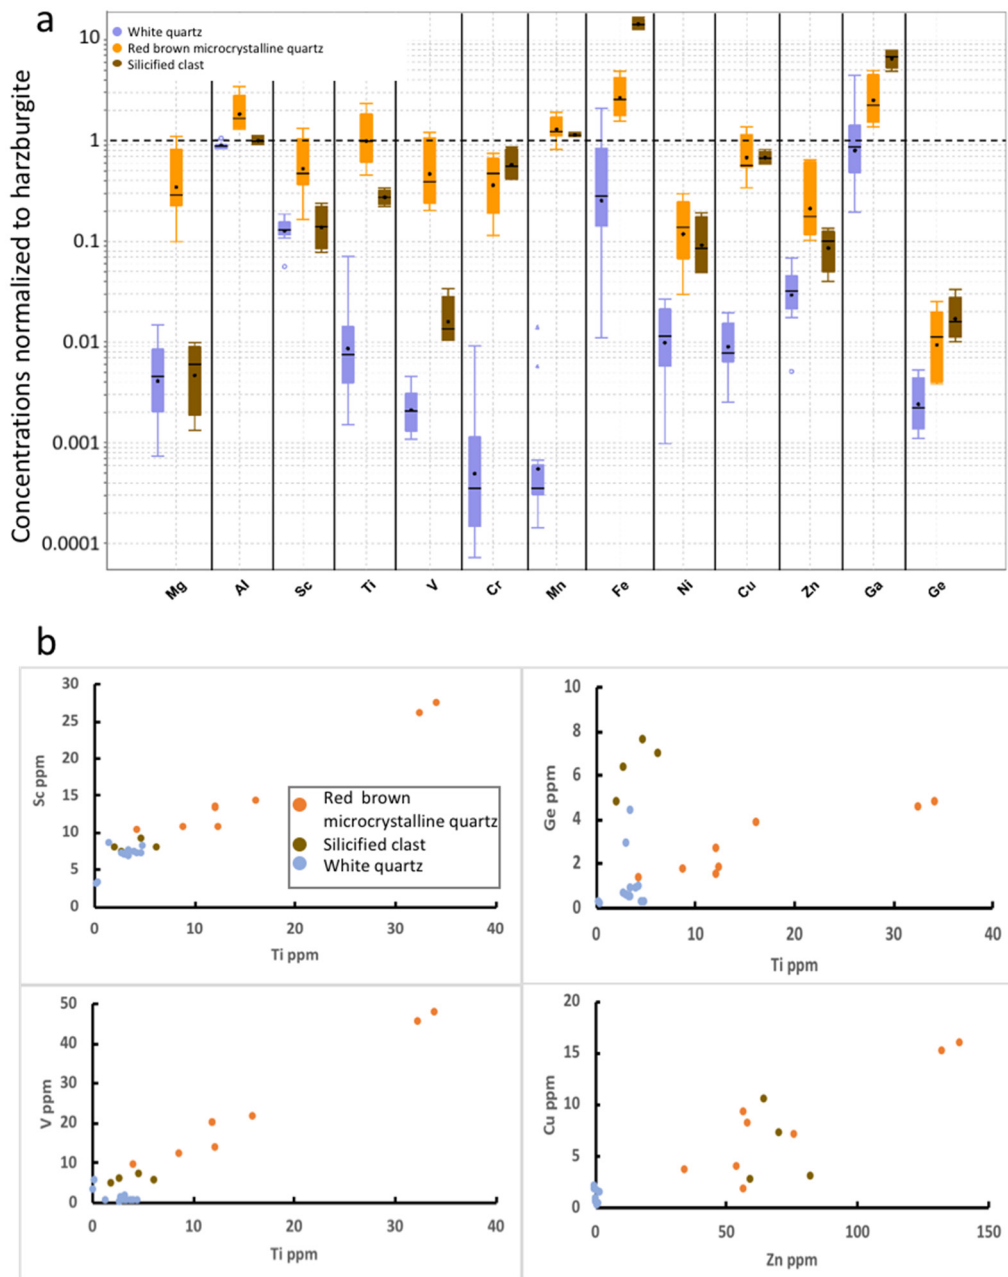 a
White quartz
Red brown microcrystalline quartz
Silicified clast
Concentrations normalized to harzburgite
10
1
0.1
0.01
0.001
0.0001
Mg
Al
Sc
Ti
V
Cr
Mn
Fe
Ni
Cu
Zn
Ga
Ge
b
Sc ppm
30
25
20
15
10
5
0
0
10
20
30
40
Ti ppm
Red brown
microcrystalline quartz
Silicified clast
White quartz
Ge ppm
10
8
6
4
2
0
0
10
20
30
40
Ti ppm
V ppm
50
40
30
20
10
0
0
10
20
30
40
Ti ppm
Cu ppm
20
15
10
5
0
0
50
100
150
Zn ppm